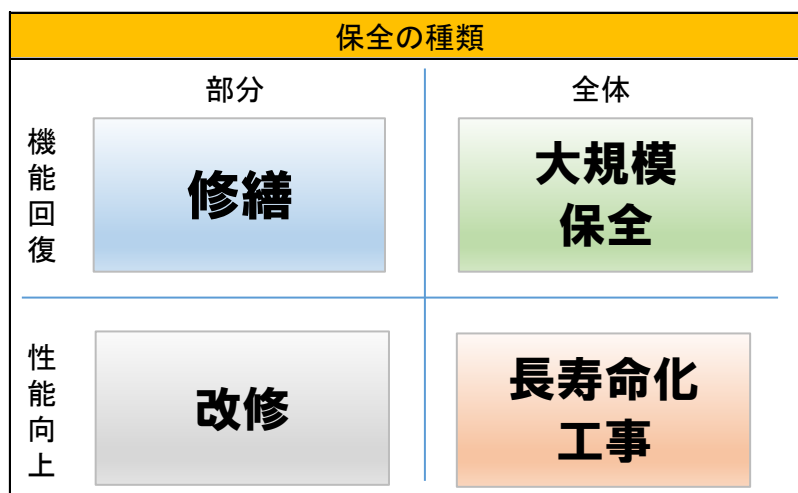 保全の種類
部分
全体
機能回復
修繕
大規模
保全
性能向上
改修
長寿命化
工事